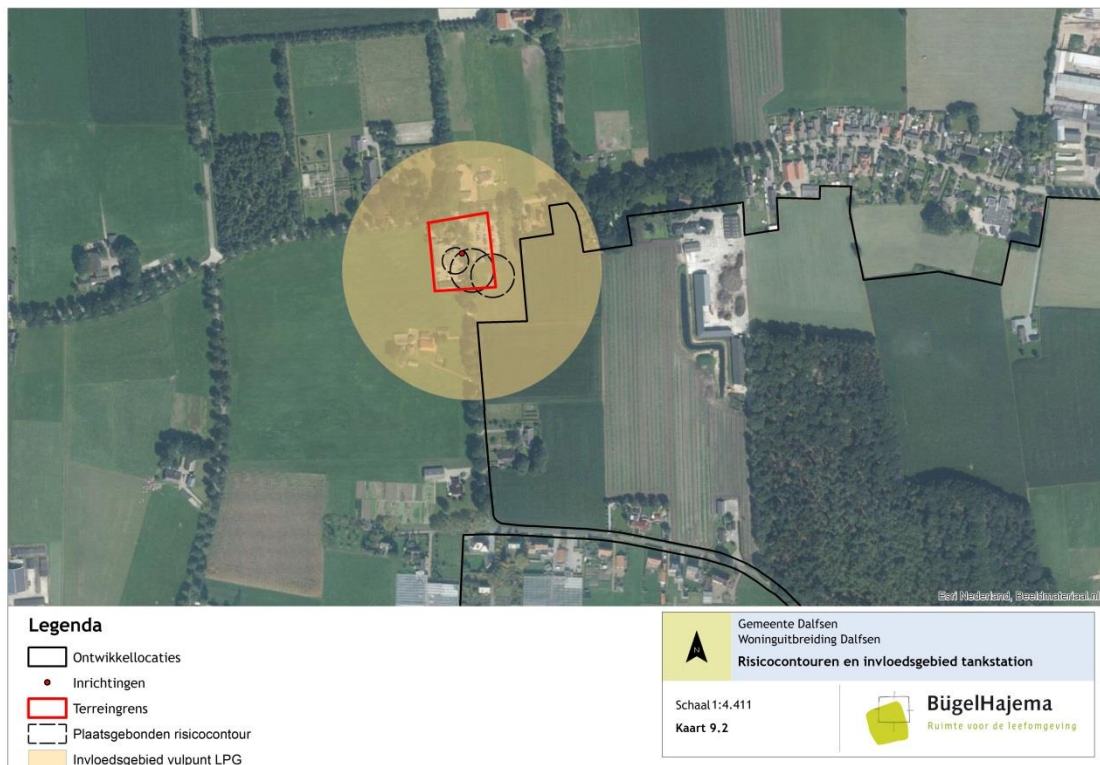 Esri Nederland, Beeldmateriaal.nl
Legenda
Ontwikkellocaties
Inrichtingen
Terreingrens
Plaatsgebonden risicocontour
Invloedsgebied vulpunt LPG
N
Gemeente Dalfsen
Woninguitbreiding Dalfsen
Risicocontouren en invloedsgebied tankstation
Schaal 1:4.411
Kaart 9.2
BügelHajema
Ruimte voor de leefomgeving